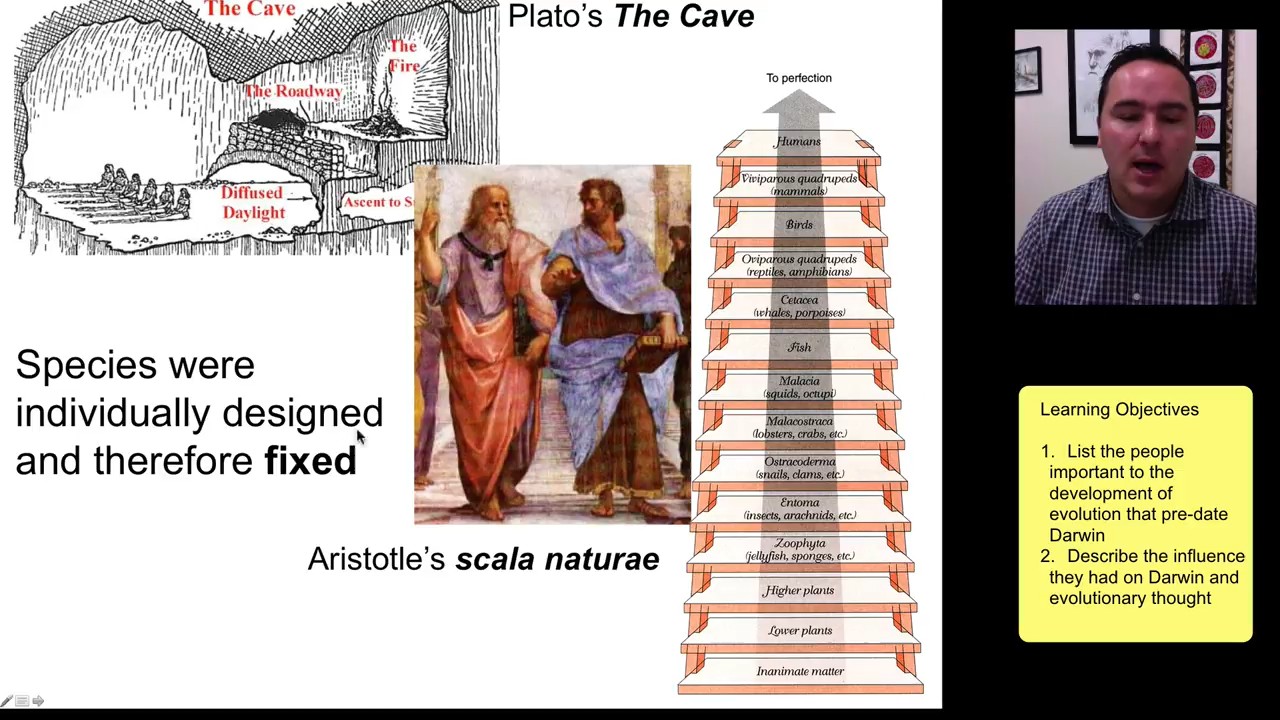 The Cave
The
Fire
The Roadway
Diffused
Daylight
Ascent to
Plato's The Cave
To perfection
Humans
Viviparous quadrupeds
(mammals)
Birds
Oviparous quadrupeds
(reptiles, amphibians)
Cetacea
(whales, porpoises)
Fish
Malacia
(squids, octupi)
Malacostraca
(lobsters, crabs, etc.)
Ostracoderma
(snails, clams, etc.)
Entoma
(insects, arachnids, etc.)
Zoophyta
(jellyfish, sponges, etc.)
Higher plants
Lower plants
Inanimate matter
Species were
individually designed
and therefore fixed
Aristotle's scala naturae
Learning Objectives
1. List the people
important to the
development of
evolution that pre-date
Darwin
2. Describe the influence
they had on Darwin and
evolutionary thought